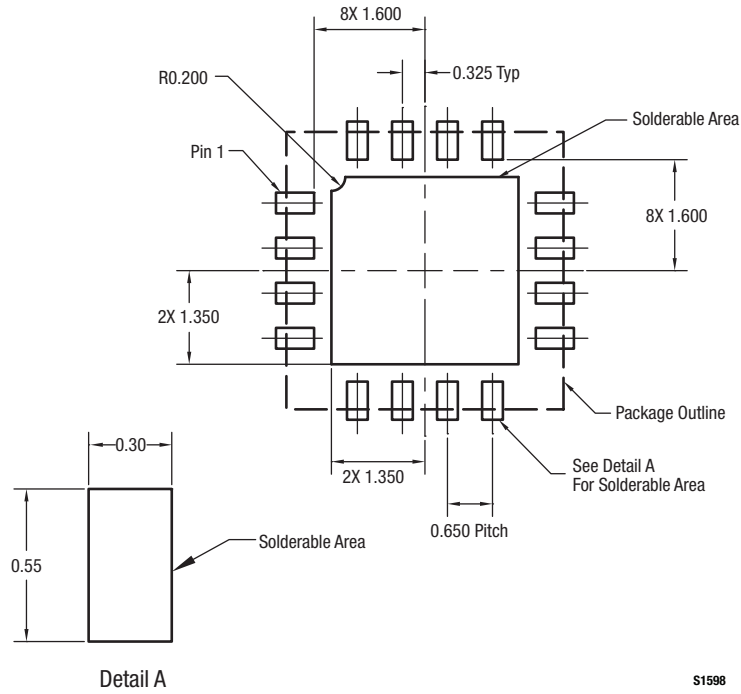 8X 1.600
0.325 Typ
R0.200
Solderable Area
Pin 1
8X 1.600
2X 1.350
Package Outline
2X 1.350
See Detail A
For Solderable Area
0.650 Pitch
0.30
0.55
Solderable Area
Detail A
S1598